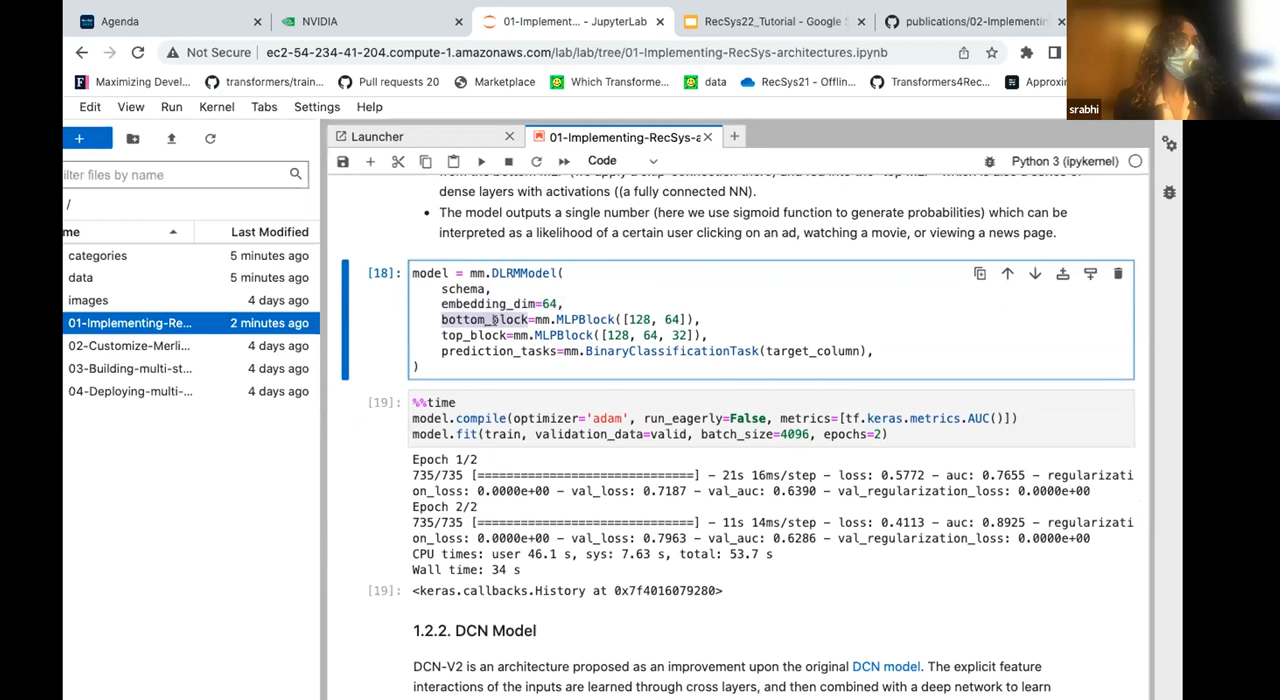 Agenda
NVIDIA
01-Implement... - JupyterLab
RecSys22_Tutorial - Google S
publications/02-Implementin
Not Secure | ec2-54-234-41-204.compute-1.amazonaws.com/lab/lab/tree/01-Implementing-RecSys-architectures.ipynb
Maximizing Devel...
transformers/train...
Pull requests 20
Marketplace
Which Transforme...
data
RecSys21 - Offlin...
Transformers4Rec...
Approxi
srabhi
Edit View Run Kernel Tabs Settings Help
+
Launcher
01-Implementing-RecSys-a
Filter files by name
Code
Python 3 (ipykernel)
/
me Last Modified
categories 5 minutes ago
data 5 minutes ago
images 4 days ago
01-Implementing-Re... 2 minutes ago
02-Customize-Merli... 4 days ago
03-Building-multi-st... 4 days ago
04-Deploying-multi-... 4 days ago
dense layers with activations ((a fully connected NN).
• The model outputs a single number (here we use sigmoid function to generate probabilities) which can be
interpreted as a likelihood of a certain user clicking on an ad, watching a movie, or viewing a news page.
[18]: model = mm.DLRMModel(
schema,
embedding_dim=64,
bottom_block=mm.MLPBlock([128, 64]),
top_block=mm.MLPBlock([128, 64, 32]),
prediction_tasks=mm.BinaryClassificationTask(target_column),
)
[19]: %%time
model.compile(optimizer='adam', run_eagerly=False, metrics=[tf.keras.metrics.AUC()])
model.fit(train, validation_data=valid, batch_size=4096, epochs=2)
Epoch 1/2
735/735 [==============================] - 21s 16ms/step - loss: 0.5772 - auc: 0.7655 - regularizati
on_loss: 0.0000e+00 - val_loss: 0.7187 - val_auc: 0.6390 - val_regularization_loss: 0.0000e+00
Epoch 2/2
735/735 [==============================] - 11s 14ms/step - loss: 0.4113 - auc: 0.8925 - regularizati
on_loss: 0.0000e+00 - val_loss: 0.7963 - val_auc: 0.6286 - val_regularization_loss: 0.0000e+00
CPU times: user 46.1 s, sys: 7.63 s, total: 53.7 s
Wall time: 34 s
[19]: <keras.callbacks.History at 0x7f4016079280>
1.2.2. DCN Model
DCN-V2 is an architecture proposed as an improvement upon the original DCN model. The explicit feature
interactions of the inputs are learned through cross layers, and then combined with a deep network to learn